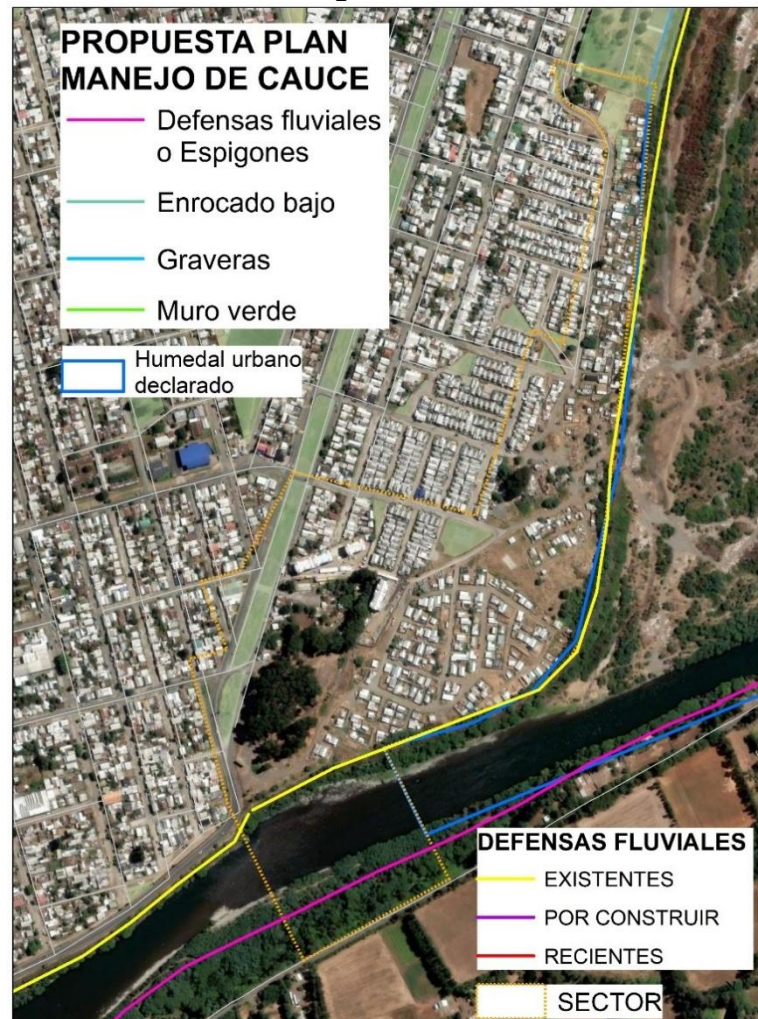 PROPUESTA PLAN
MANEJO DE CAUCE
Defensas fluviales
o Espigones
Enrocado bajo
Graveras
Muro verde
Humedal urbano
declarado
DEFENSAS FLUVIALES
EXISTENTES
POR CONSTRUIR
RECIENTES
SECTOR